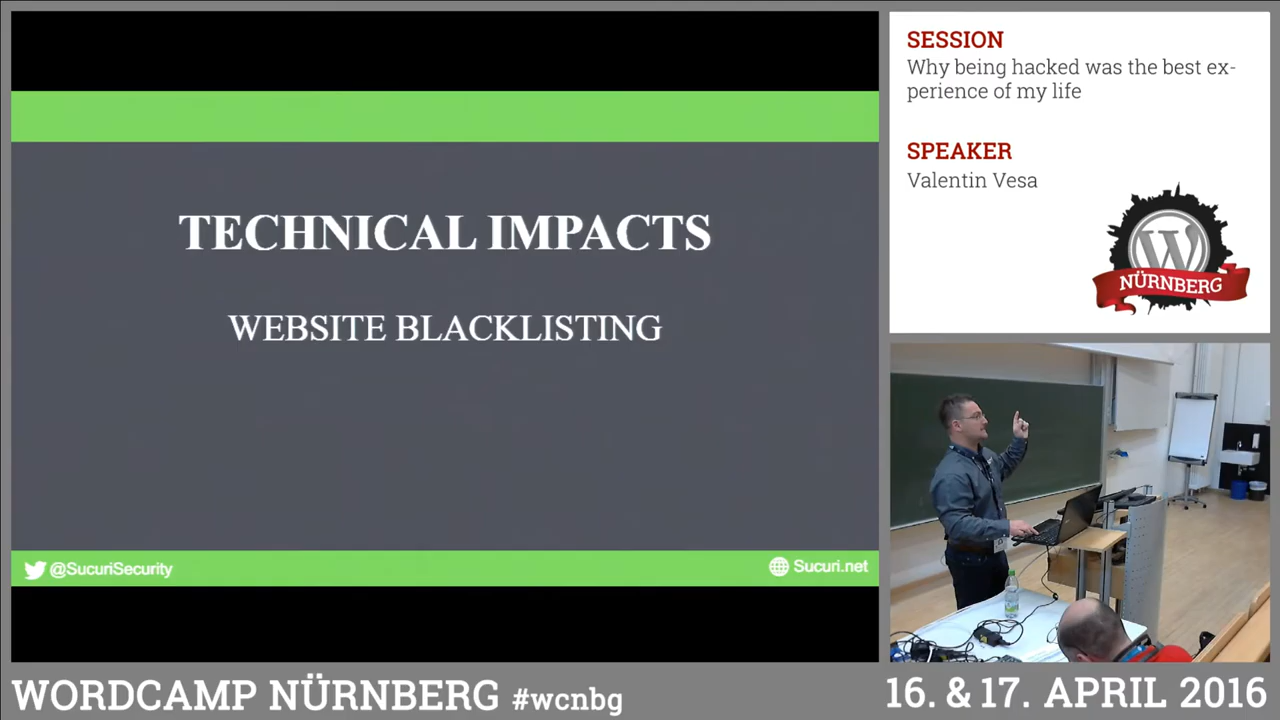 TECHNICAL IMPACTS
WEBSITE BLACKLISTING
@SucuriSecurity
Sucuri.net
SESSION
Why being hacked was the best ex-
perience of my life
SPEAKER
Valentin Vesa
NÜRNBERG
WORDCAMP NÜRNBERG #wcnbg
16. & 17. APRIL 2016